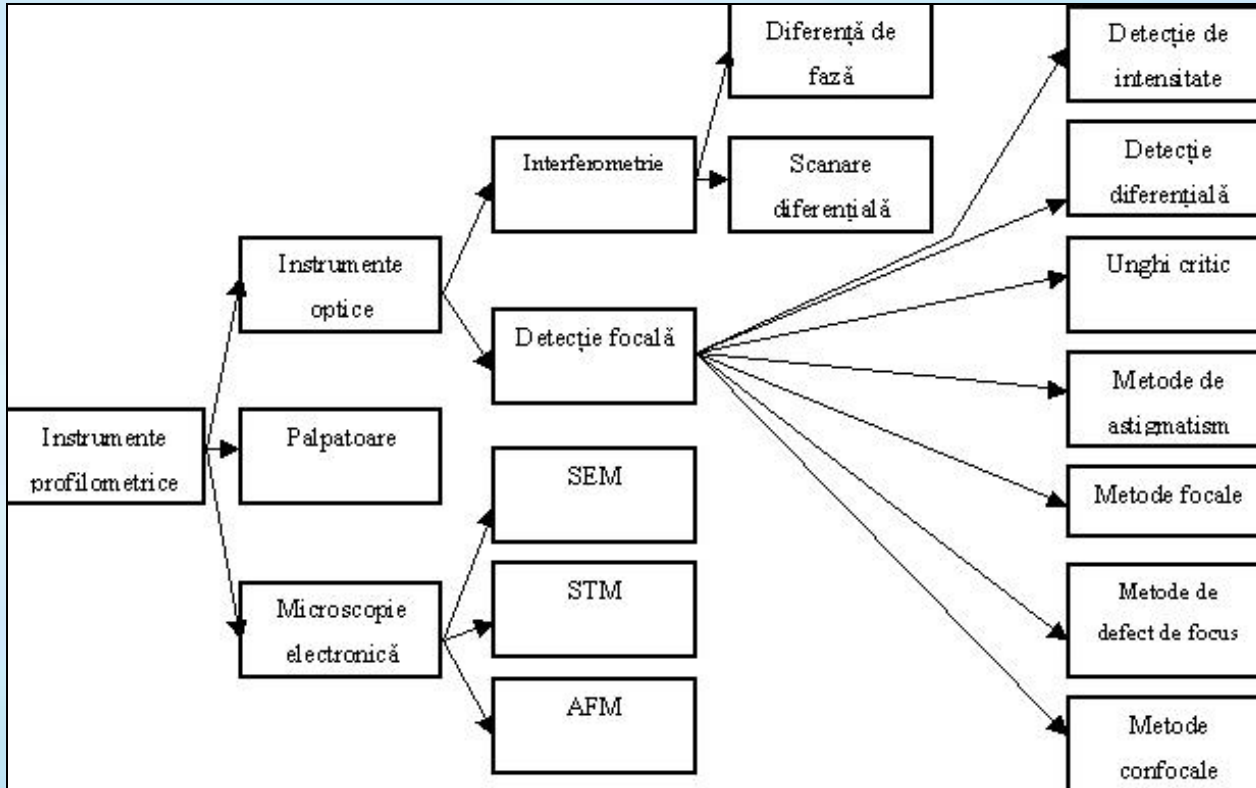 Diferență de
fază
Detecție de
intensitate
Interferometrie
Scanare
diferențială
Detecție
diferențială
Instrumente
optice
Unghi critic
Detecție focală
Metode de
astigmatism
Instrumente
profilometrice
Palpatoare
SEM
Metode focale
STM
Metode de
defect de focus
Microscopie
electronică
AFM
Metode
confocale